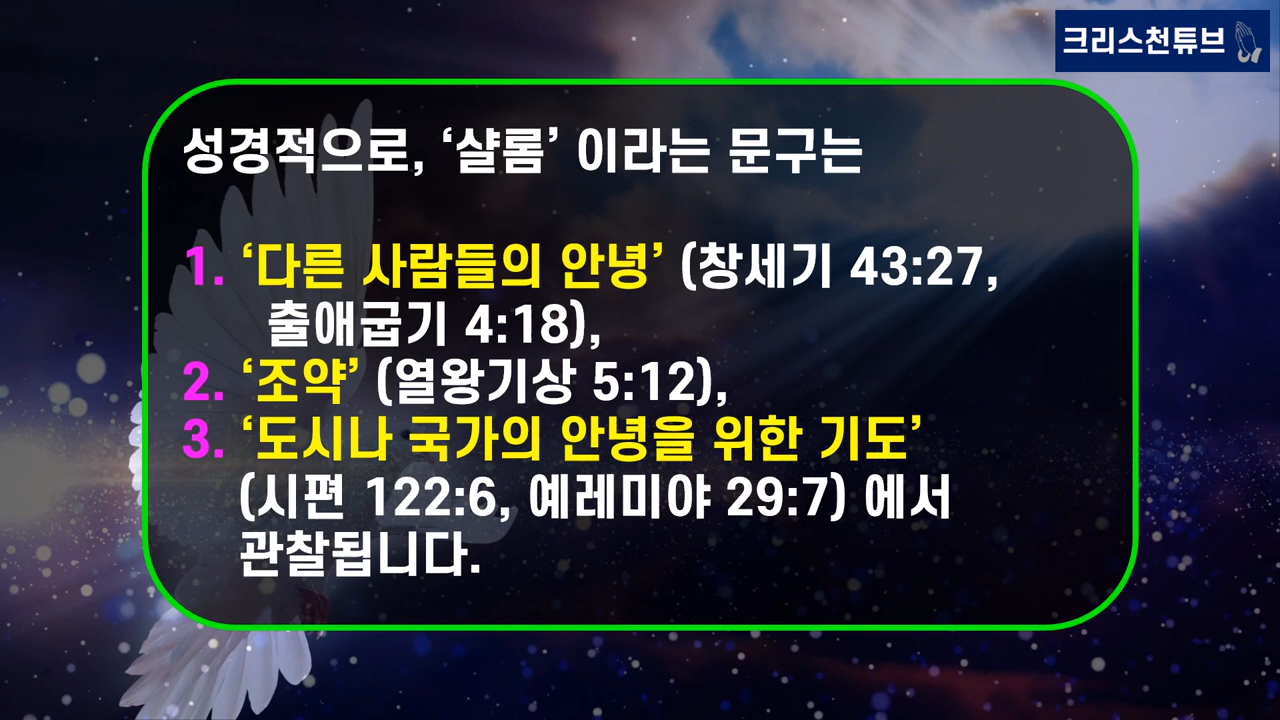 크리스천튜브
성경적으로, ‘샬롬’ 이라는 문구는
1. ‘다른 사람들의 안녕’ (창세기 43:27,
출애굽기 4:18),
2. ‘조약’ (열왕기상 5:12),
3. ‘도시나 국가의 안녕을 위한 기도’
(시편 122:6, 예레미야 29:7) 에서
관찰됩니다.